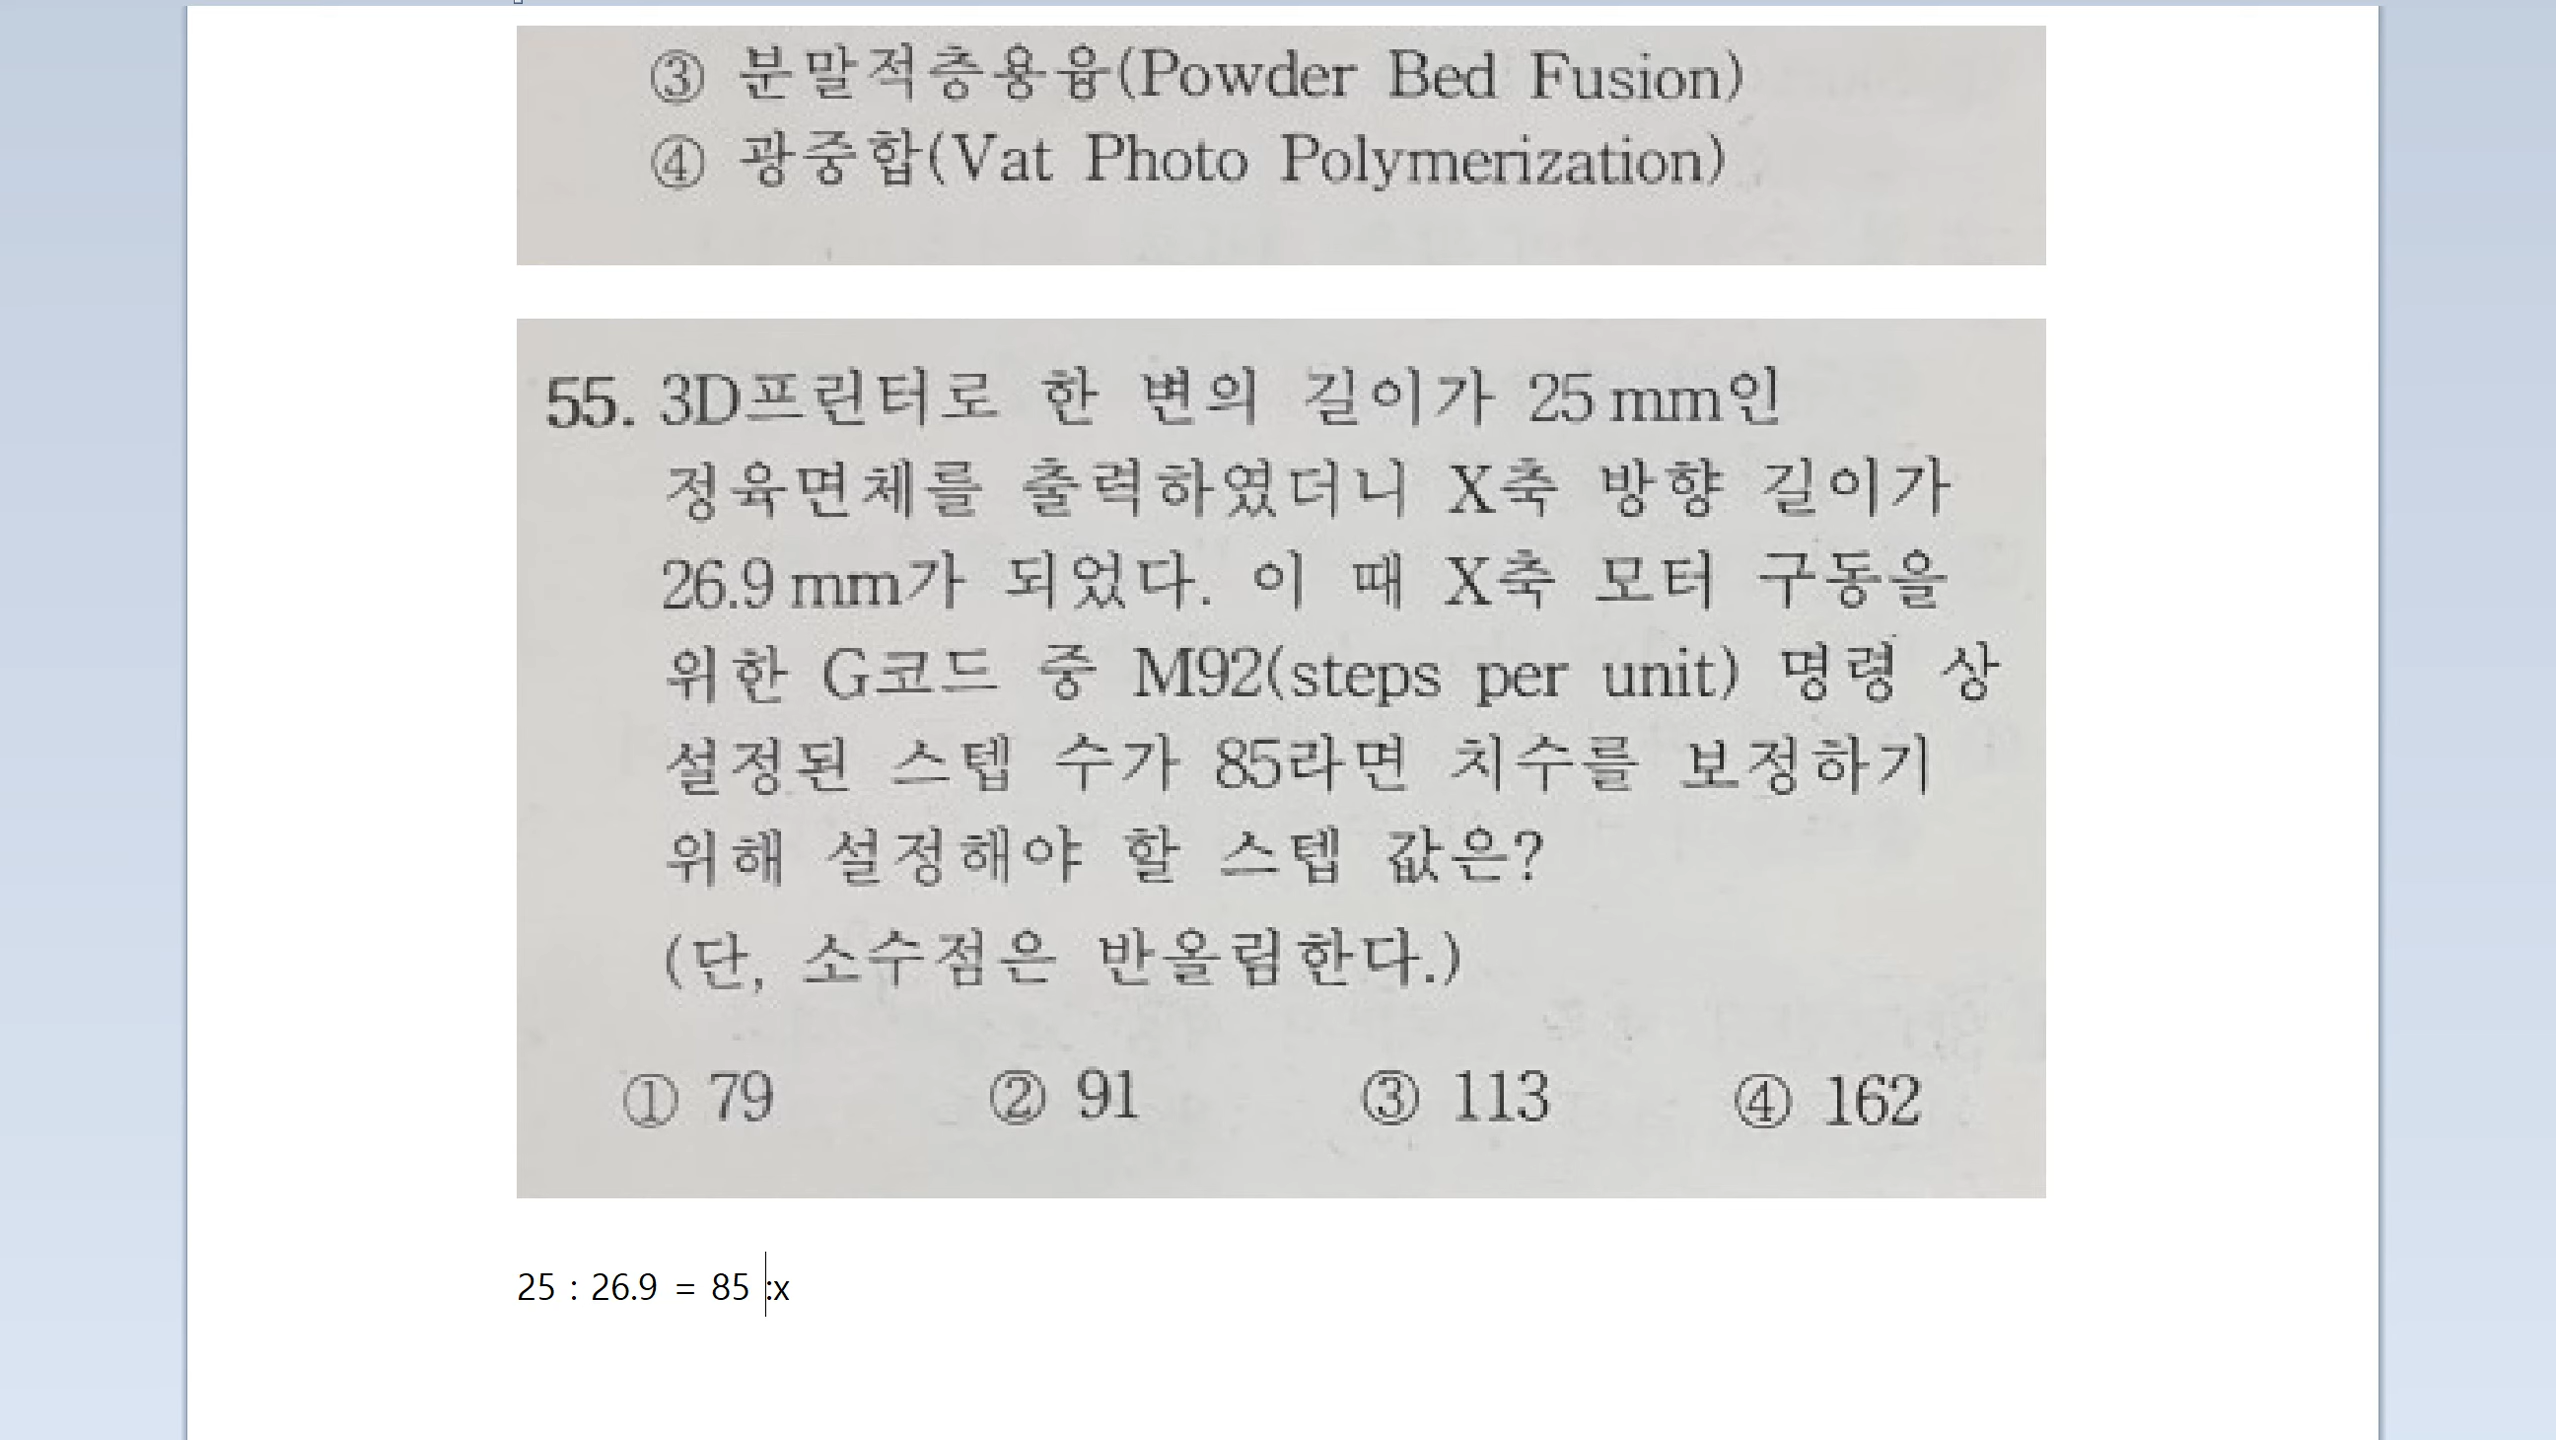 ③ 분말적층용융(Powder Bed Fusion)
④ 광중합(Vat Photo Polymerization)
55. 3D프린터로 한 변의 길이가 25 mm인
정육면체를 출력하였더니 X축 방향 길이가
26.9 mm가 되었다. 이 때 X축 모터 구동을
위한 G코드 중 M92(steps per unit) 명령 상
설정된 스텝 수가 85라면 치수를 보정하기
위해 설정해야 할 스텝 값은?
(단, 소수점은 반올림한다.)
① 79 ② 91 ③ 113 ④ 162
25 : 26.9 = 85 :x